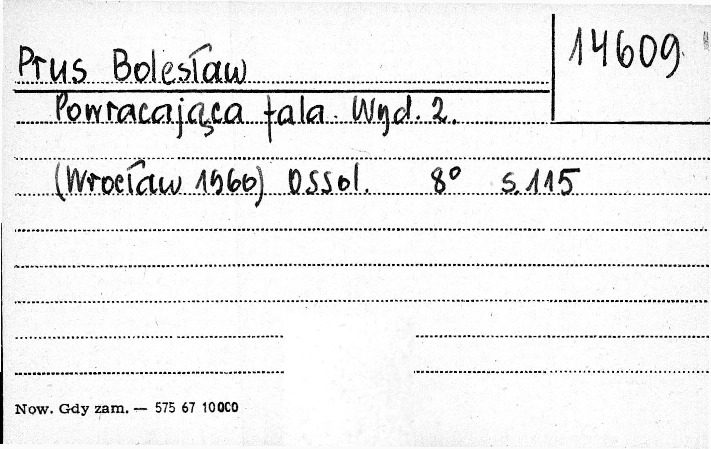 14609
Prus Bolesław
Powracająca fala. Wyd. 2.
(Wrocław 1960) Ossol. 8° s. 115
Now. Gdy zam. — 575 67 10000